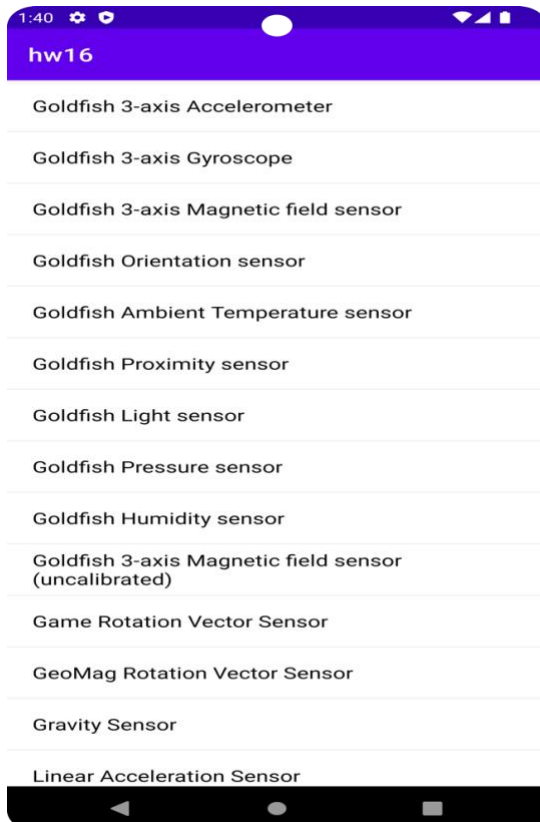 1:40
hw16
Goldfish 3-axis Accelerometer
Goldfish 3-axis Gyroscope
Goldfish 3-axis Magnetic field sensor
Goldfish Orientation sensor
Goldfish Ambient Temperature sensor
Goldfish Proximity sensor
Goldfish Light sensor
Goldfish Pressure sensor
Goldfish Humidity sensor
Goldfish 3-axis Magnetic field sensor
(uncalibrated)
Game Rotation Vector Sensor
GeoMag Rotation Vector Sensor
Gravity Sensor
Linear Acceleration Sensor